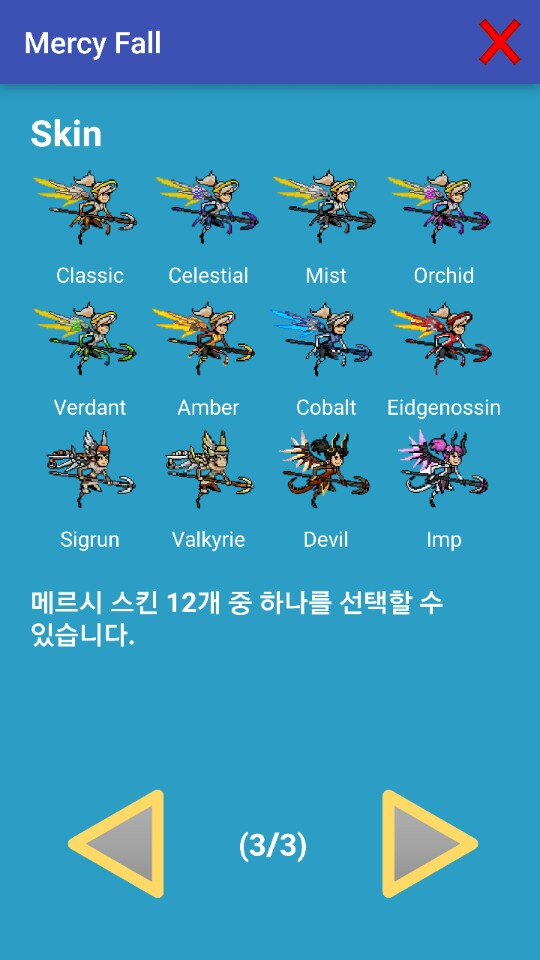 Mercy Fall
Skin
Classic Celestial Mist Orchid
Verdant Amber Cobalt Eidgenossin
Sigrun Valkyrie Devil Imp
메르시 스킨 12개 중 하나를 선택할 수
있습니다.
(3/3)